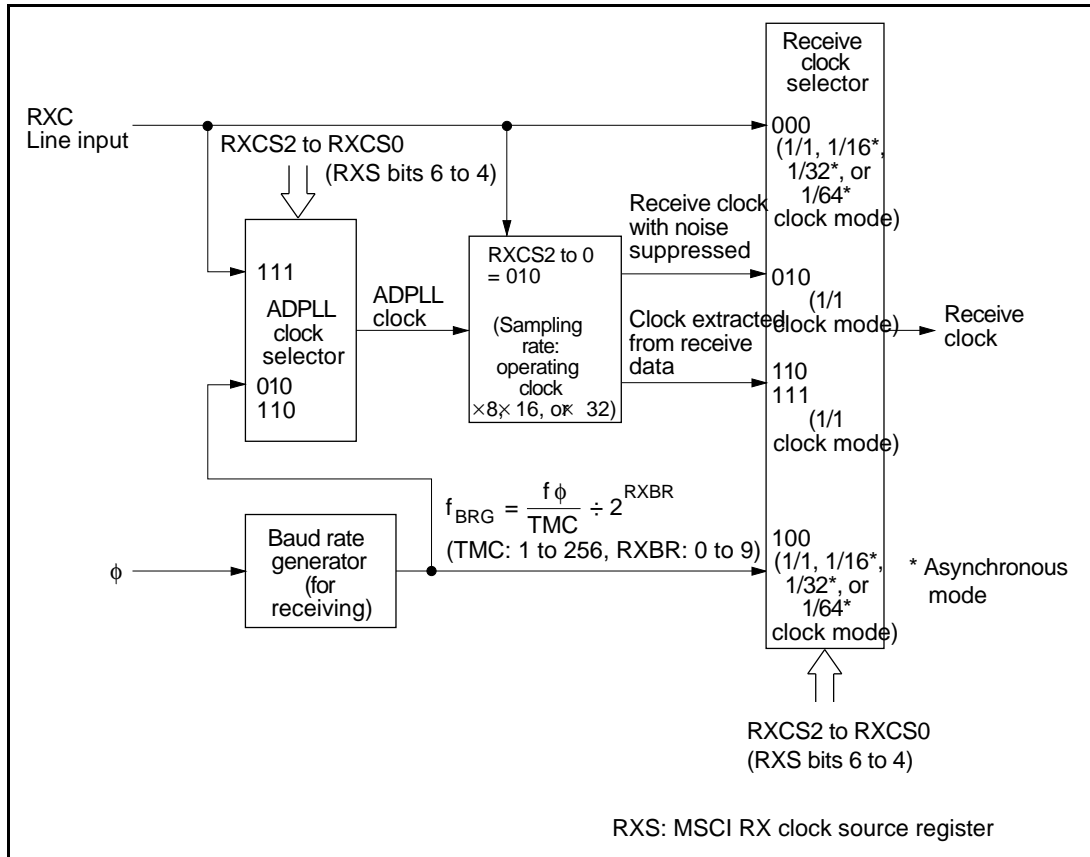 Receive
clock
selector
RXC
Line input
RXCS2 to RXCS0
(RXS bits 6 to 4)
000
(1/1, 1/16*,
1/32*, or
1/64*
clock mode)
111
ADPLL
clock
selector
010
110
ADPLL
clock
RXCS2 to 0
= 010
(Sampling
rate:
operating
clock
×8,× 16, or× 32)
Receive clock
with noise
suppressed
Clock extracted
from receive
data
010
(1/1
clock mode)
110
111
(1/1
clock mode)
Receive
clock
φ
Baud rate
generator
(for
receiving)
fBRG = fφ/TMC ÷ 2^RXBR
(TMC: 1 to 256, RXBR: 0 to 9)
100
(1/1, 1/16*,
1/32*, or
1/64*
clock mode)
* Asynchronous
mode
RXCS2 to RXCS0
(RXS bits 6 to 4)
RXS: MSCI RX clock source register